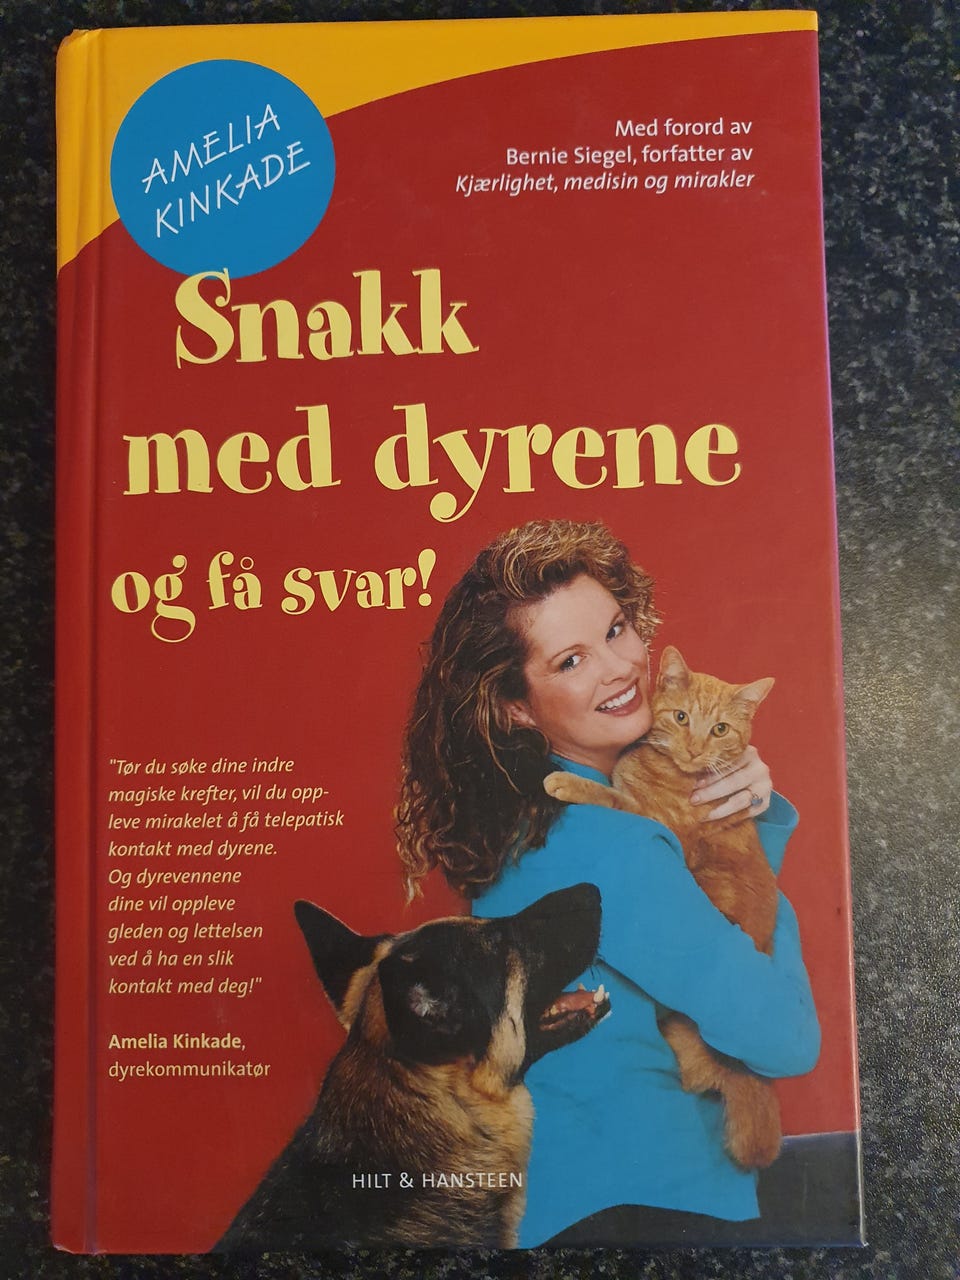 AMELIA
KINKADE
Med forord av
Bernie Siegel, forfatter av
Kjærlighet, medisin og mirakler
Snakk
med dyrene
og få svar!
"Tør du søke dine indre
magiske krefter, vil du opp-
leve mirakelet å få telepatisk
kontakt med dyrene.
Og dyrevennene
dine vil oppleve
gleden og lettelsen
ved å ha en slik
kontakt med deg!"
Amelia Kinkade,
dyrekommunikatør
HILT & HANSTEEN